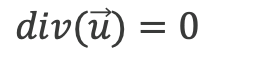 div(u⃗) = 0